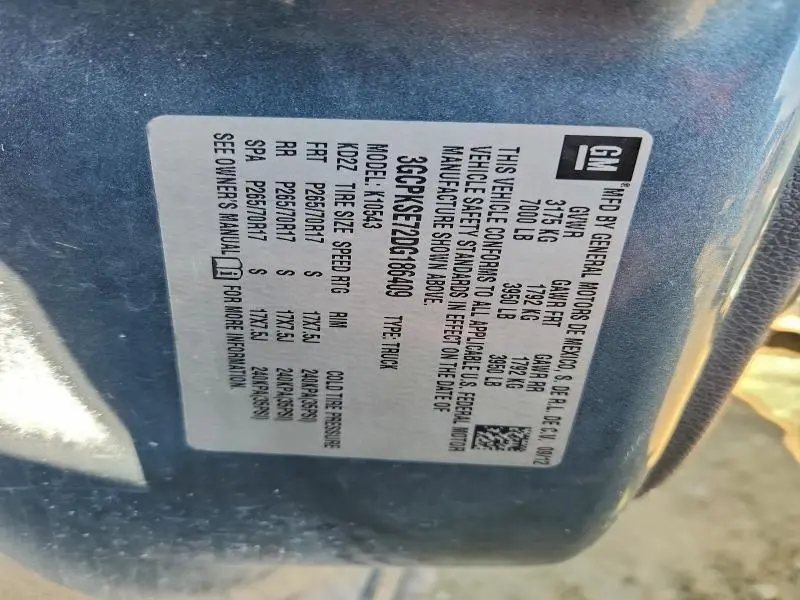 GM
® MFD BY GENERAL MOTORS DE MEXICO, S. DE R.L. DE C.V. 09/12
GVWR GAWR FRT GAWR RR
3175 KG 1792 KG 1792 KG
7000 LB 3950 LB 3950 LB
THIS VEHICLE CONFORMS TO ALL APPLICABLE U.S. FEDERAL MOTOR
VEHICLE SAFETY STANDARDS IN EFFECT ON THE DATE OF
MANUFACTURE SHOWN ABOVE.
3GCPKSE72DG186409 TYPE: TRUCK
MODEL: K10543
KD2Z TIRE SIZE SPEED RTG RIM COLD TIRE PRESSURE
FRT P265/70R17 S 17X7.5J 240KPA(35PSI)
RR P265/70R17 S 17X7.5J 240KPA(35PSI)
SPA P265/70R17 S 17X7.5J 240KPA(35PSI)
SEE OWNER'S MANUAL FOR MORE INFORMATION.